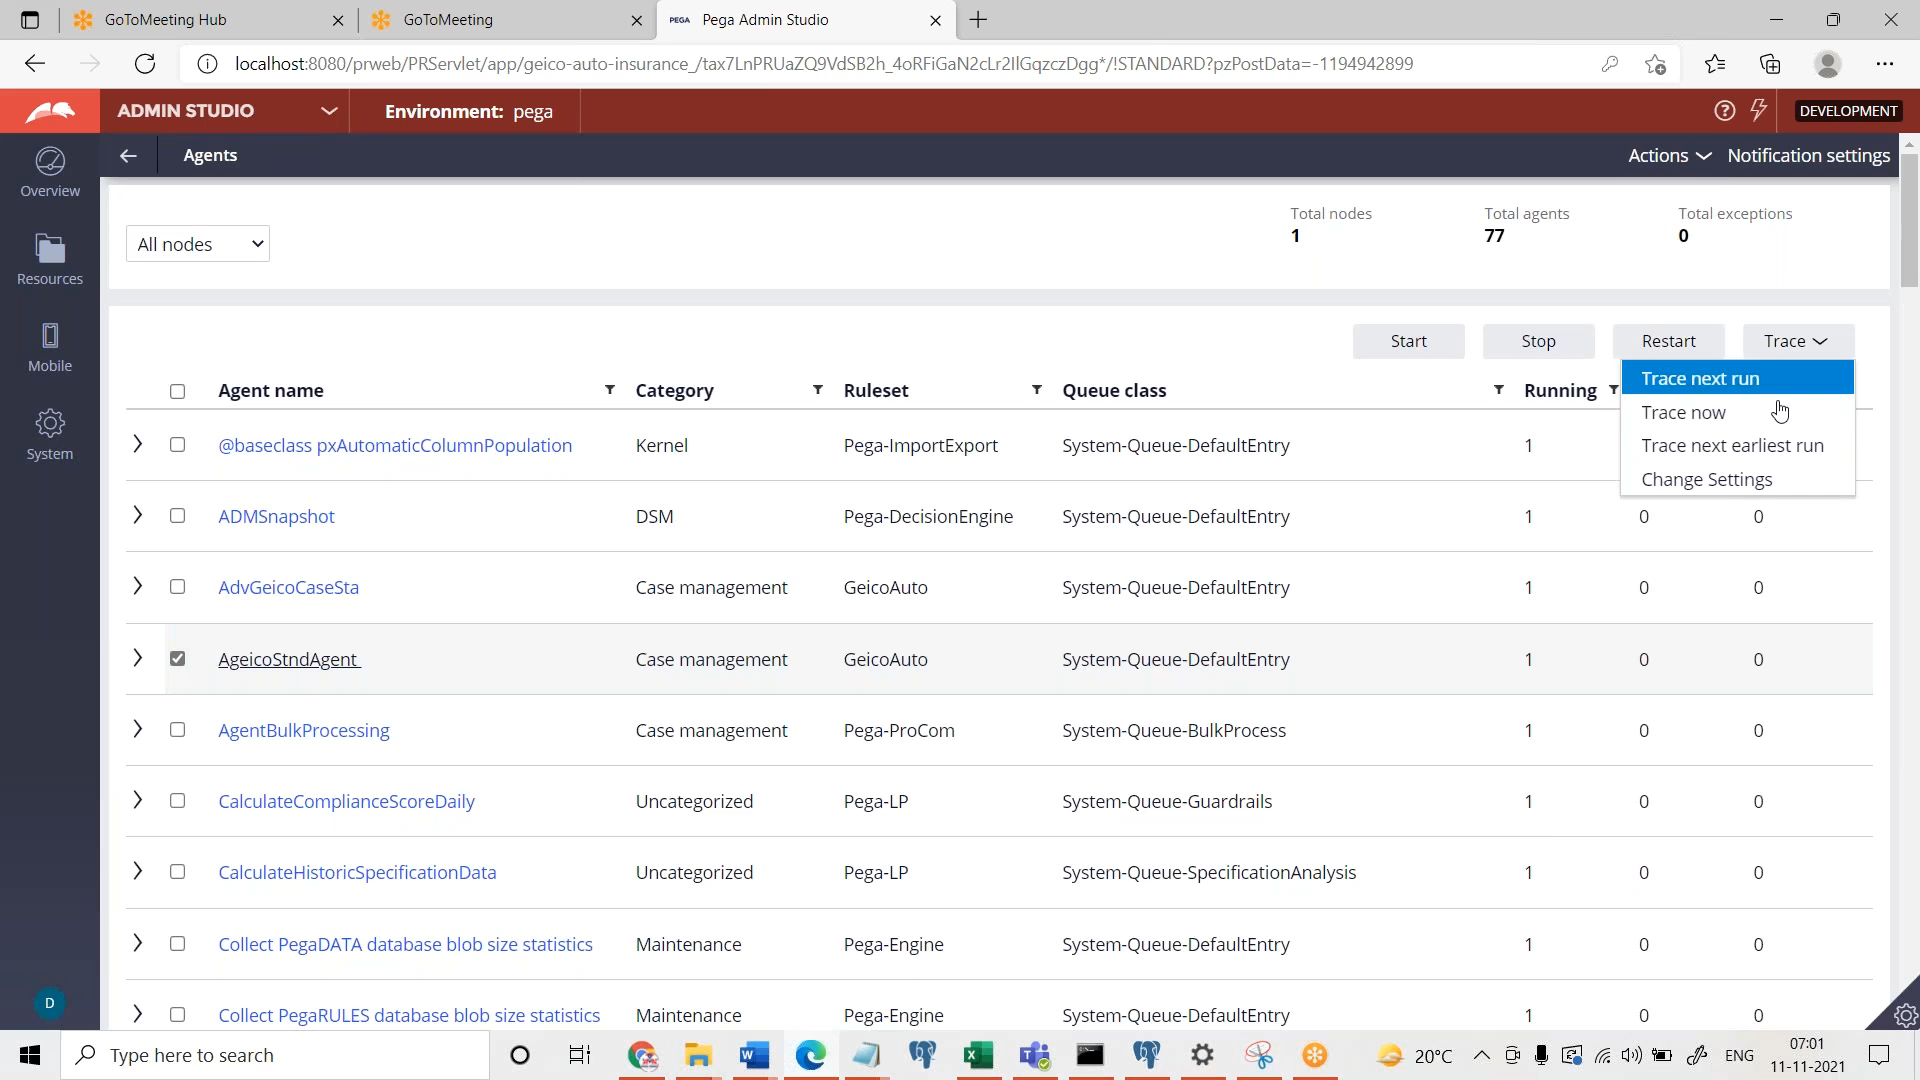 GoToMeeting Hub
GoToMeeting
PEGA Pega Admin Studio
localhost:8080/prweb/PRServlet/app/geico-auto-insurance_/tax7LnPRUaZQ9VdSB2h_4oRFiGaN2cLr2IlGqzczDgg*/!STANDARD?pzPostData=-1194942899
ADMIN STUDIO
Environment: pega
DEVELOPMENT
Agents
Actions
Notification settings
Overview
Resources
Mobile
System
D
All nodes
Total nodes
1
Total agents
77
Total exceptions
0
Start
Stop
Restart
Trace
Trace next run
Trace now
Trace next earliest run
Change Settings
Agent name Category Ruleset Queue class Running
@baseclass pxAutomaticColumnPopulation Kernel Pega-ImportExport System-Queue-DefaultEntry 1
ADMSnapshot DSM Pega-DecisionEngine System-Queue-DefaultEntry 1 0 0
AdvGeicoCaseSta Case management GeicoAuto System-Queue-DefaultEntry 1 0 0
AgeicoStndAgent Case management GeicoAuto System-Queue-DefaultEntry 1 0 0
AgentBulkProcessing Case management Pega-ProCom System-Queue-BulkProcess 1 0 0
CalculateComplianceScoreDaily Uncategorized Pega-LP System-Queue-Guardrails 1 0 0
CalculateHistoricSpecificationData Uncategorized Pega-LP System-Queue-SpecificationAnalysis 1 0 0
Collect PegaDATA database blob size statistics Maintenance Pega-Engine System-Queue-DefaultEntry 1 0 0
Collect PegaRULES database blob size statistics Maintenance Pega-Engine System-Queue-DefaultEntry 1 0 0
Type here to search
20°C
ENG
07:01
11-11-2021